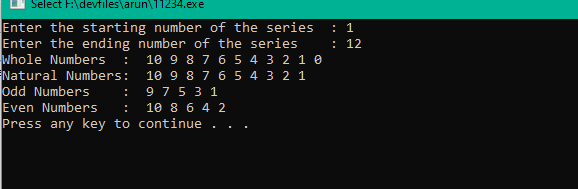 Select F:\devfiles\arun\11234.exe
Enter the starting number of the series  : 1
Enter the ending number of the series    : 12
Whole Numbers  :  10 9 8 7 6 5 4 3 2 1 0
Natural Numbers:  10 9 8 7 6 5 4 3 2 1
Odd Numbers    :  9 7 5 3 1
Even Numbers   :  10 8 6 4 2
Press any key to continue . . .